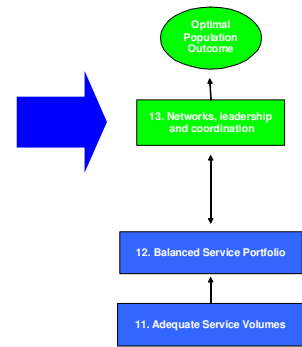 Optimal
Population
Outcome
13. Networks, leadership
and coordination
12. Balanced Service Portfolio
11. Adequate Service Volumes